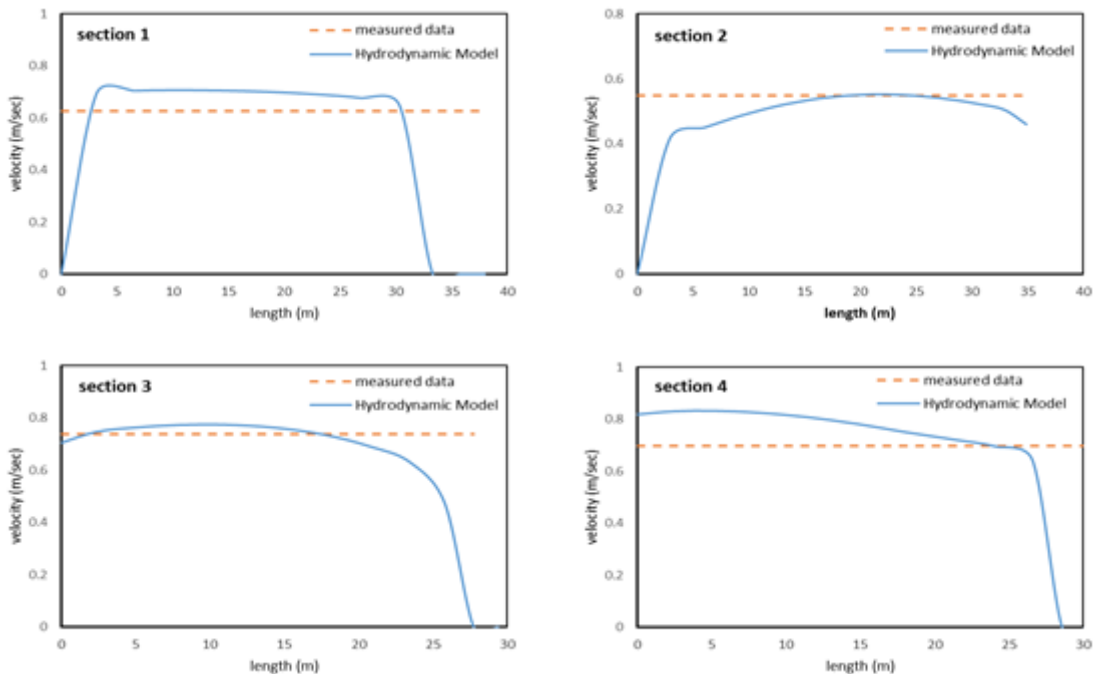 section 1
measured data
Hydrodynamic Model
velocity (m/sec)
1
0.8
0.6
0.4
0.2
0
0 5 10 15 20 25 30 35 40
length (m)
section 2
measured data
Hydrodynamic Model
velocity (m/sec)
0.8
0.6
0.4
0.2
0
0 5 10 15 20 25 30 35 40
length (m)
section 3
measured data
Hydrodynamic Model
velocity (m/sec)
1
0.8
0.6
0.4
0.2
0
0 5 10 15 20 25 30
length (m)
section 4
measured data
Hydrodynamic Model
velocity (m/sec)
1
0.8
0.6
0.4
0.2
0
0 5 10 15 20 25 30
length (m)